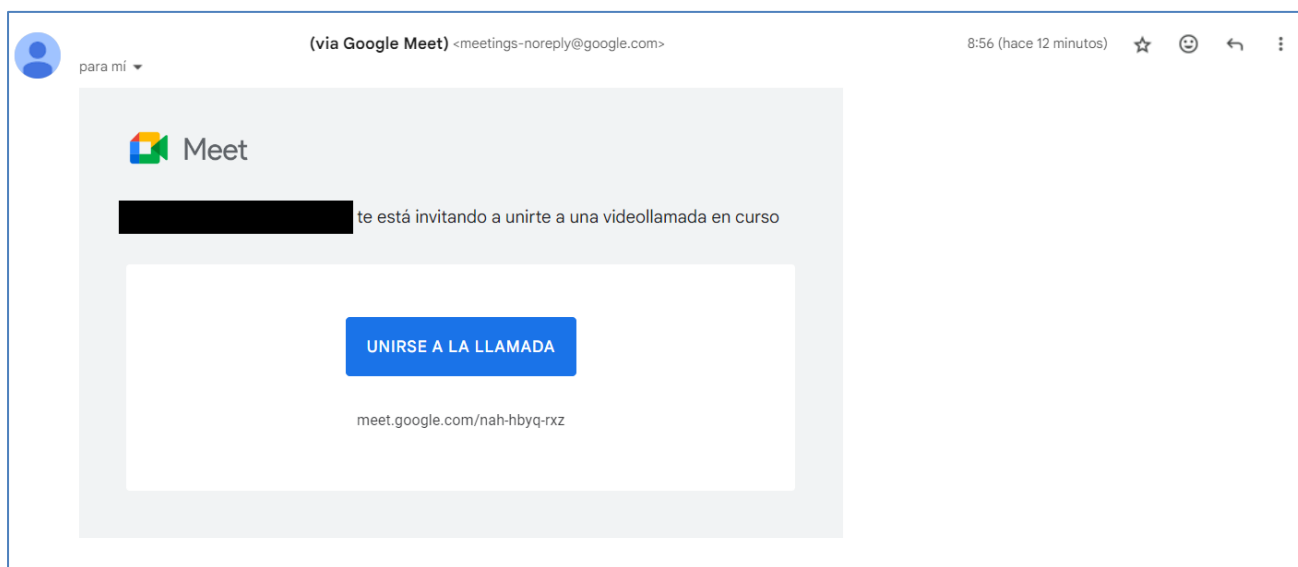 (via Google Meet) <meetings-noreply@google.com> 8:56 (hace 12 minutos)
para mí
Meet
te está invitando a unirte a una videollamada en curso
UNIRSE A LA LLAMADA
meet.google.com/nah-hbyq-rxz